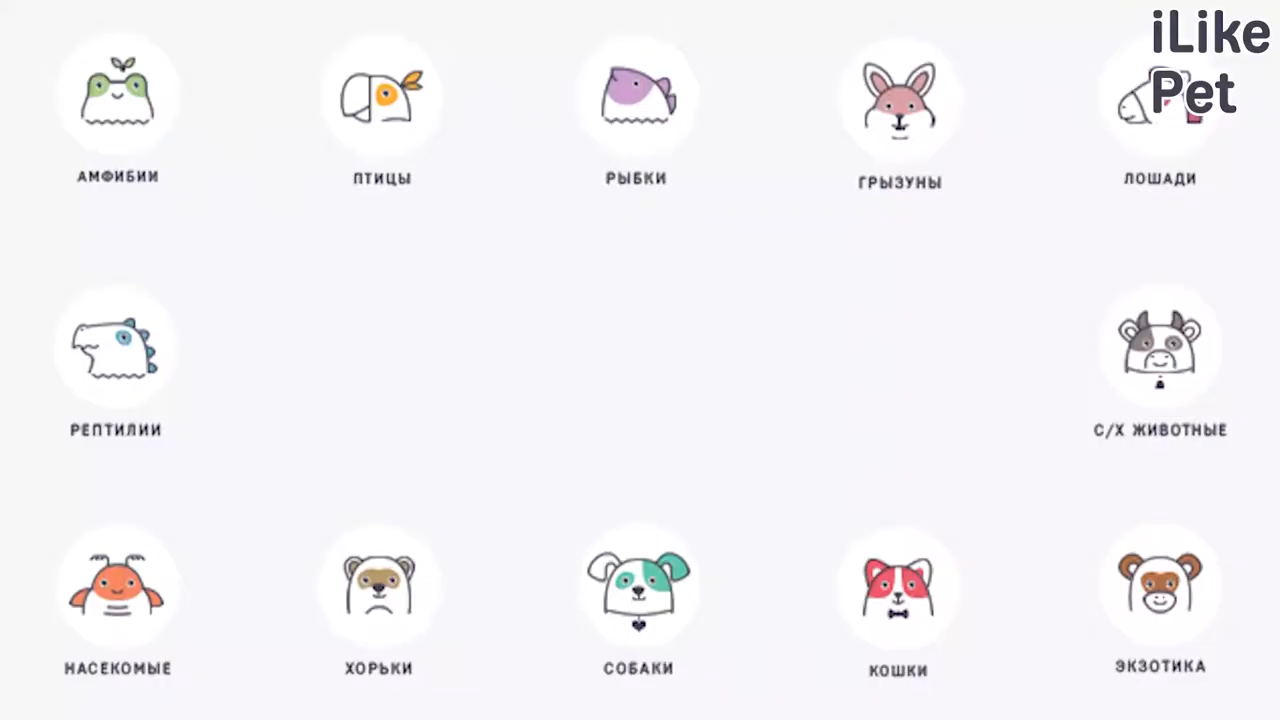 iLike
Pet
АМФИБИИ
ПТИЦЫ
РЫБКИ
ГРЫЗУНЫ
ЛОШАДИ
РЕПТИЛИИ
С/Х ЖИВОТНЫЕ
НАСЕКОМЫЕ
ХОРЬКИ
СОБАКИ
КОШКИ
ЭКЗОТИКА